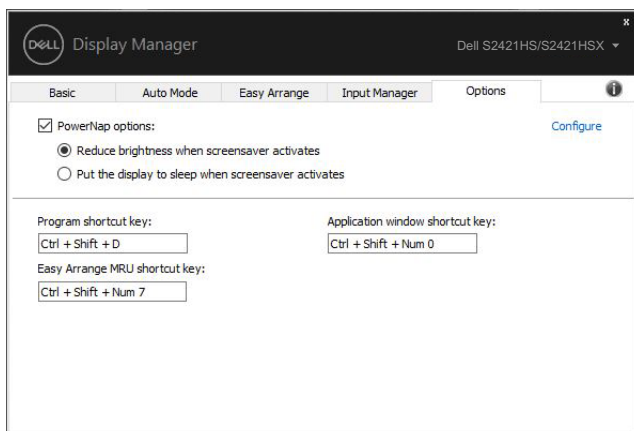 x
DELL Display Manager
Dell S2421HS/S2421HSX
Basic Auto Mode Easy Arrange Input Manager Options
PowerNap options: Configure
Reduce brightness when screensaver activates
Put the display to sleep when screensaver activates
Program shortcut key: Application window shortcut key:
Ctrl + Shift + D Ctrl + Shift + Num 0
Easy Arrange MRU shortcut key:
Ctrl + Shift + Num 7